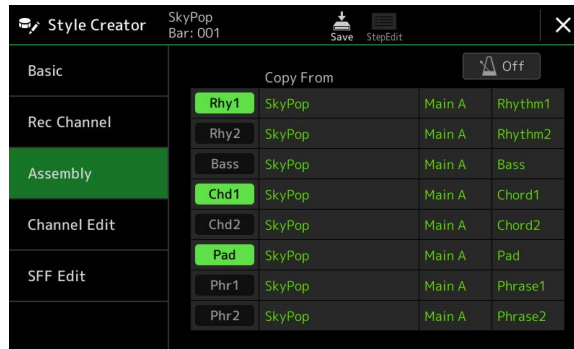 Style Creator
SkyPop
Bar: 001
Save
StepEdit
Basic
Rec Channel
Assembly
Channel Edit
SFF Edit
Copy From
Off
Rhy1 SkyPop Main A Rhythm1
Rhy2 SkyPop Main A Rhythm2
Bass SkyPop Main A Bass
Chd1 SkyPop Main A Chord1
Chd2 SkyPop Main A Chord2
Pad SkyPop Main A Pad
Phr1 SkyPop Main A Phrase1
Phr2 SkyPop Main A Phrase2